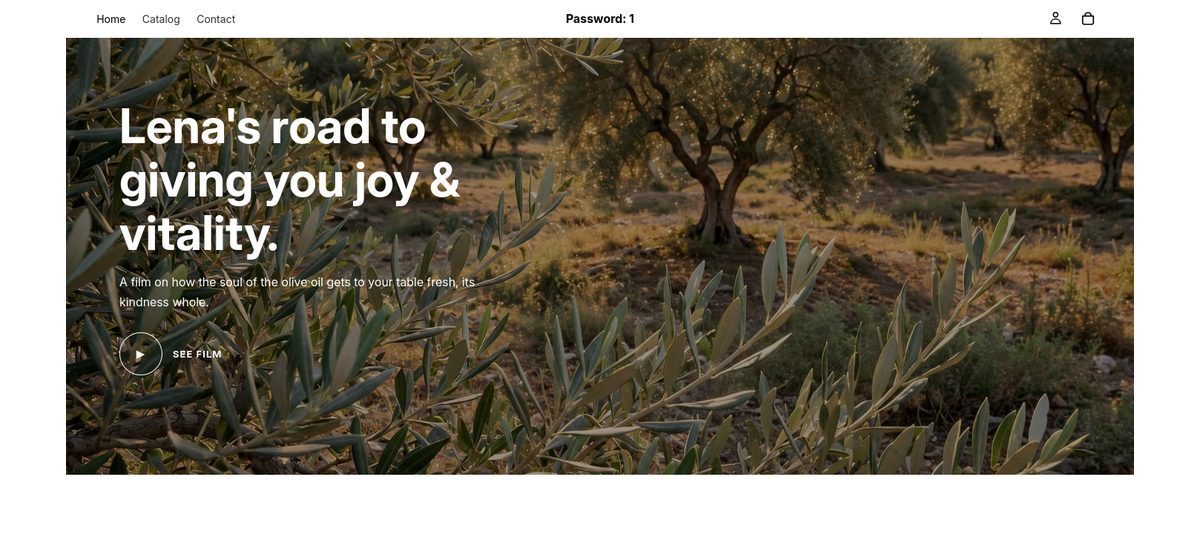 Home Catalog Contact Password: 1
Lena's road to
giving you joy &
vitality.
A film on how the soul of the olive oil gets to your table fresh, its
kindness whole.
SEE FILM